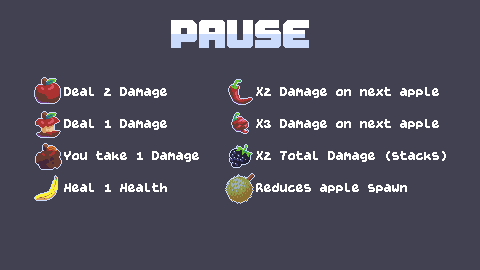 PAUSE
Deal 2 Damage
X2 Damage on next apple
Deal 1 Damage
X3 Damage on next apple
You take 1 Damage
X2 Total Damage (stacks)
Heal 1 Health
Reduces apple spawn